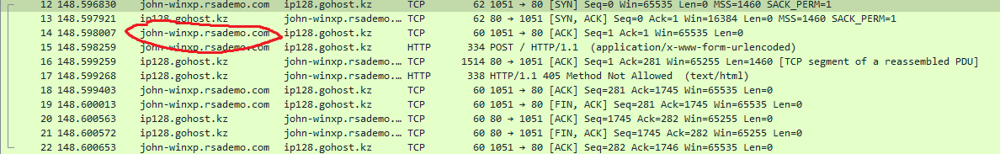 12 148.596830 john-winxp.rsademo.com ip128.gohost.kz TCP 62 1051 → 80 [SYN] Seq=0 Win=65535 Len=0 MSS=1460 SACK_PERM=1
13 148.597921 ip128.gohost.kz john-winxp.rsademo.… TCP 62 80 → 1051 [SYN, ACK] Seq=0 Ack=1 Win=16384 Len=0 MSS=1460 SACK_PERM=1
14 148.598007 john-winxp.rsademo.com ip128.gohost.kz TCP 60 1051 → 80 [ACK] Seq=1 Ack=1 Win=65535 Len=0
15 148.598259 john-winxp.rsademo.com ip128.gohost.kz HTTP 334 POST / HTTP/1.1 (application/x-www-form-urlencoded)
16 148.599259 ip128.gohost.kz john-winxp.rsademo.… TCP 1514 80 → 1051 [ACK] Seq=1 Ack=281 Win=65255 Len=1460 [TCP segment of a reassembled PDU]
17 148.599268 ip128.gohost.kz john-winxp.rsademo.… HTTP 338 HTTP/1.1 405 Method Not Allowed (text/html)
18 148.599403 john-winxp.rsademo.com ip128.gohost.kz TCP 60 1051 → 80 [ACK] Seq=281 Ack=1745 Win=65535 Len=0
19 148.600013 john-winxp.rsademo.com ip128.gohost.kz TCP 60 1051 → 80 [FIN, ACK] Seq=281 Ack=1745 Win=65535 Len=0
20 148.600563 ip128.gohost.kz john-winxp.rsademo.… TCP 60 80 → 1051 [ACK] Seq=1745 Ack=282 Win=65255 Len=0
21 148.600572 ip128.gohost.kz john-winxp.rsademo.… TCP 60 80 → 1051 [FIN, ACK] Seq=1745 Ack=282 Win=65255 Len=0
22 148.600653 john-winxp.rsademo.com ip128.gohost.kz TCP 60 1051 → 80 [ACK] Seq=282 Ack=1746 Win=65535 Len=0